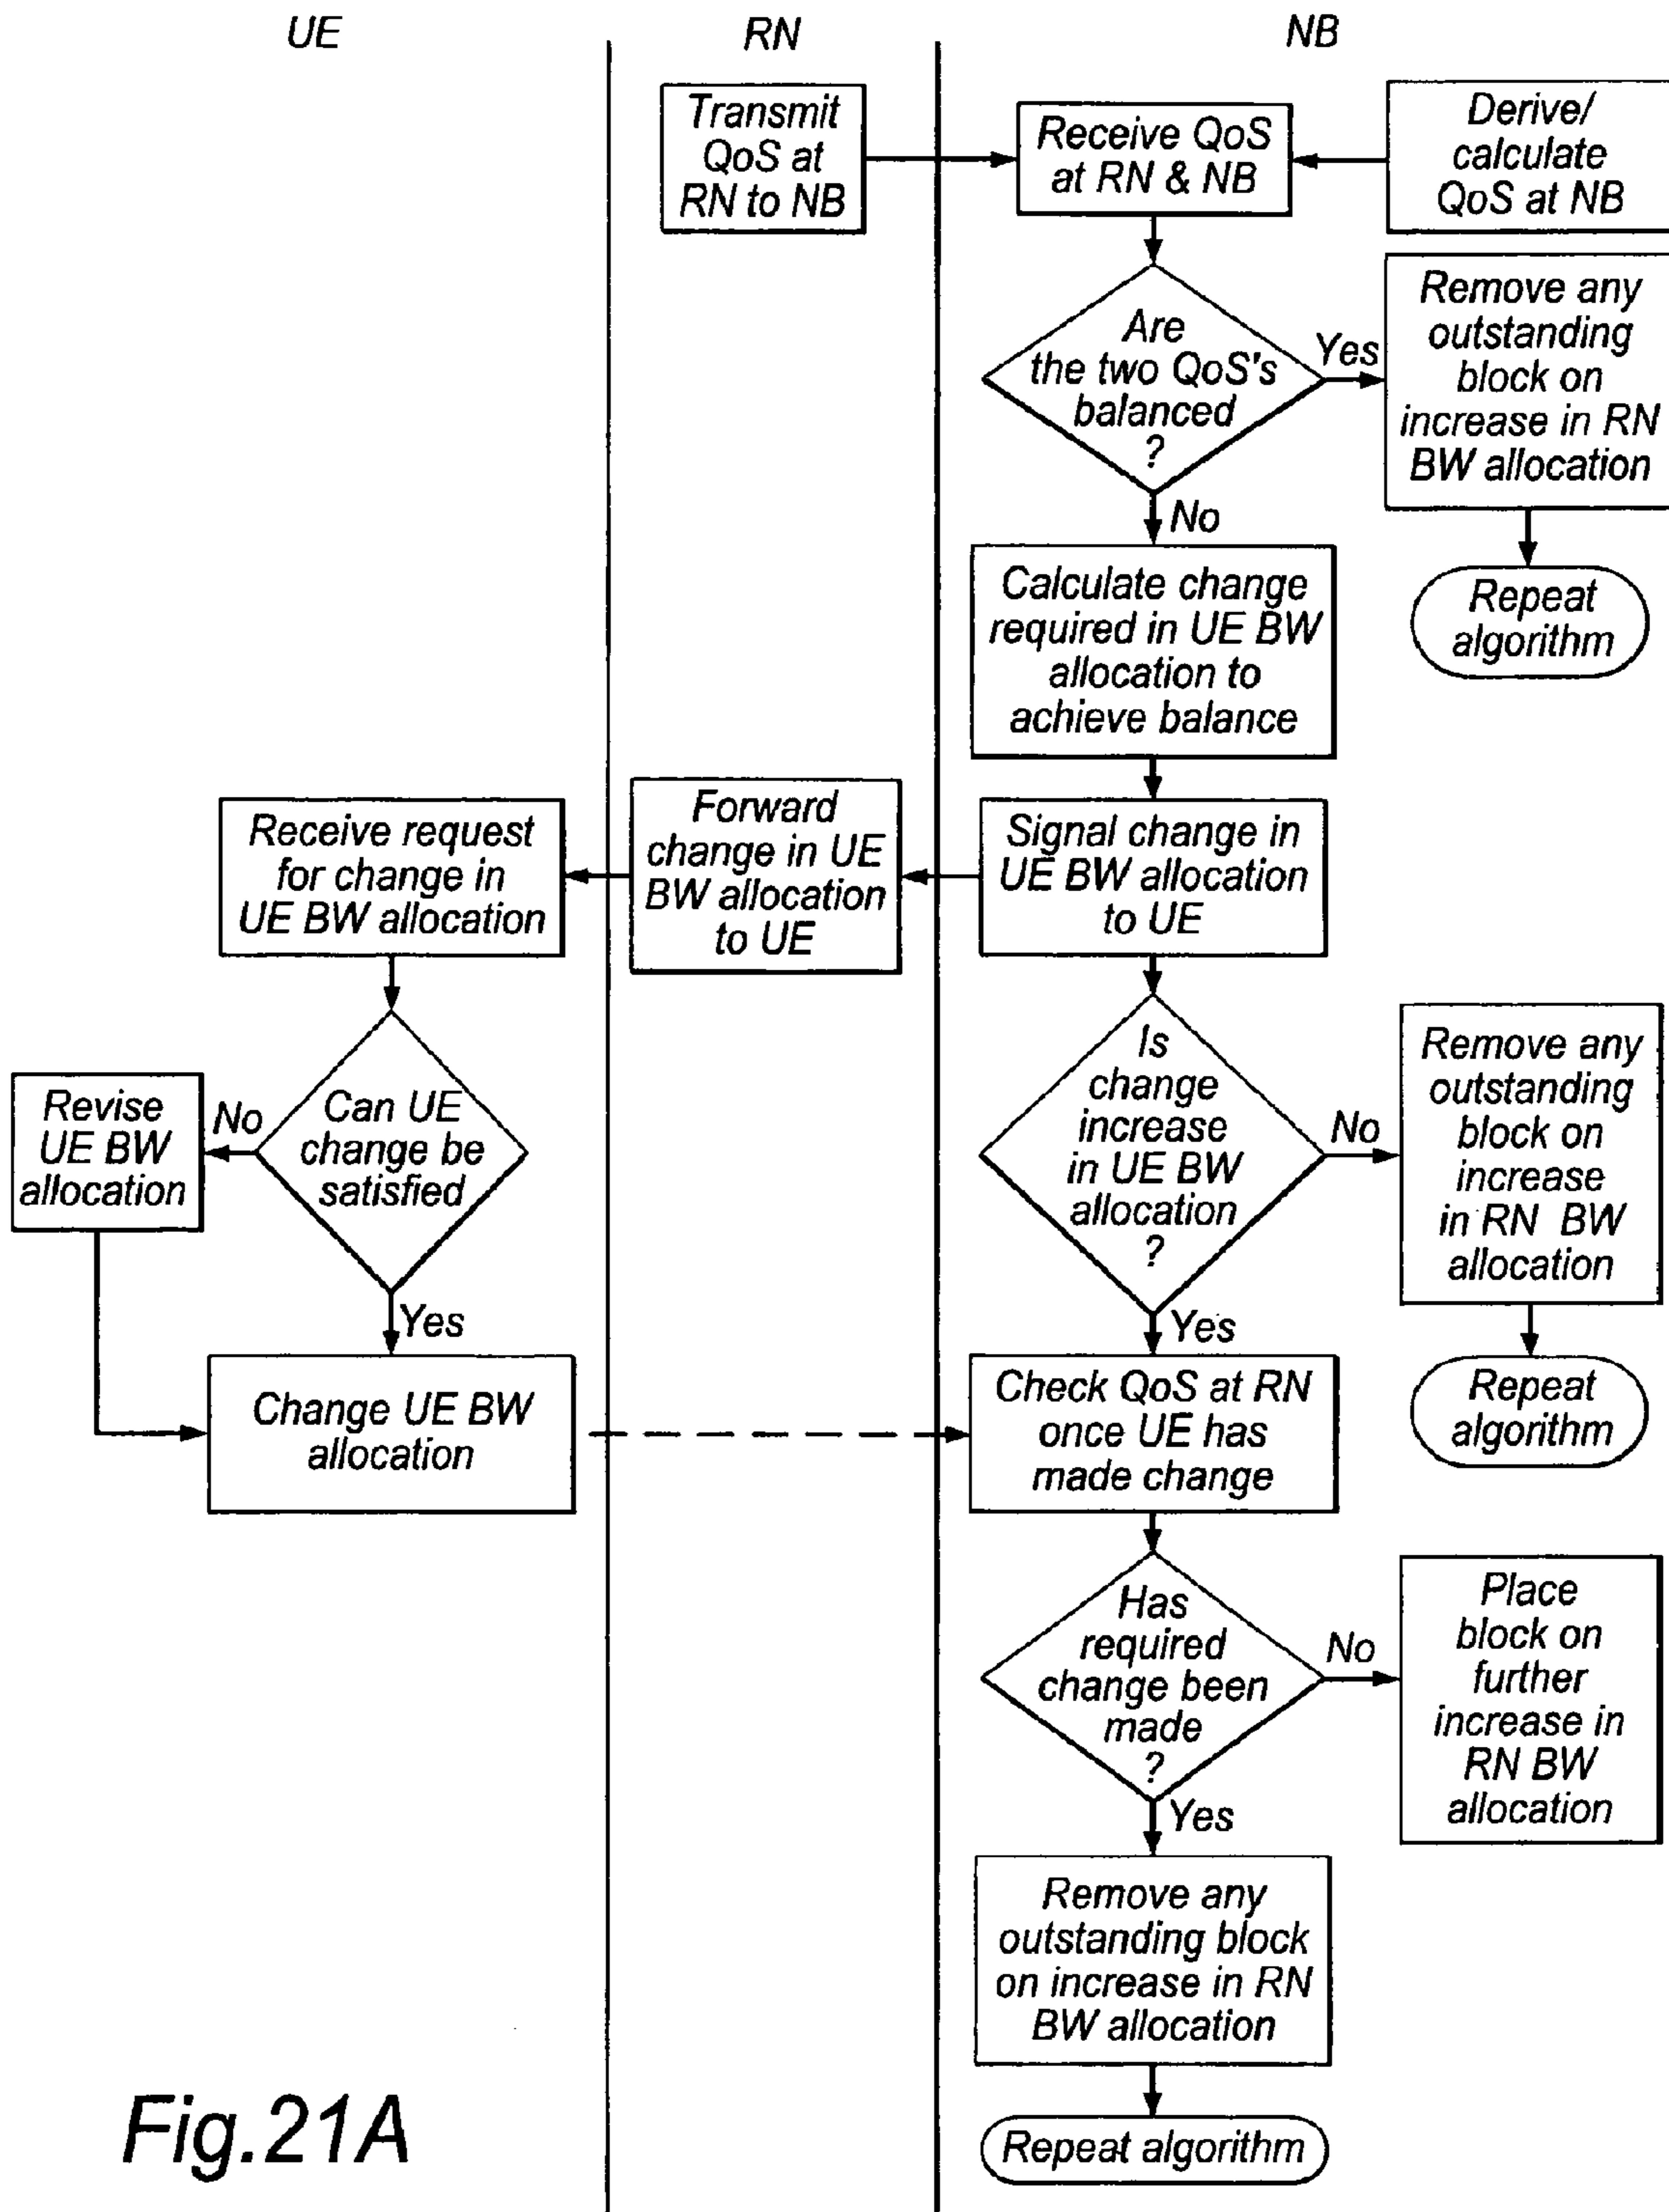 UE
RN
NB
Transmit
QoS at
RN to NB
Receive QoS
at RN & NB
Derive/
calculate
QoS at NB
Are
the two QoS's
balanced
?
Yes
Remove any
outstanding
block on
increase in RN
BW allocation
No
Repeat
algorithm
Calculate change
required in UE BW
allocation to
achieve balance
Receive request
for change in
UE BW allocation
Forward
change in UE
BW allocation
to UE
Signal change in
UE BW allocation
to UE
Can UE
change be
satisfied
No
Revise
UE BW
allocation
Yes
Change UE BW
allocation
Is
change
increase
in UE BW
allocation
?
No
Remove any
outstanding
block on
increase
in RN BW
allocation
Repeat
algorithm
Yes
Check QoS at RN
once UE has
made change
Has
required
change been
made
?
No
Place
block on
further
increase in
RN BW
allocation
Yes
Remove any
outstanding block
on increase in RN
BW allocation
Repeat algorithm
Fig.21A